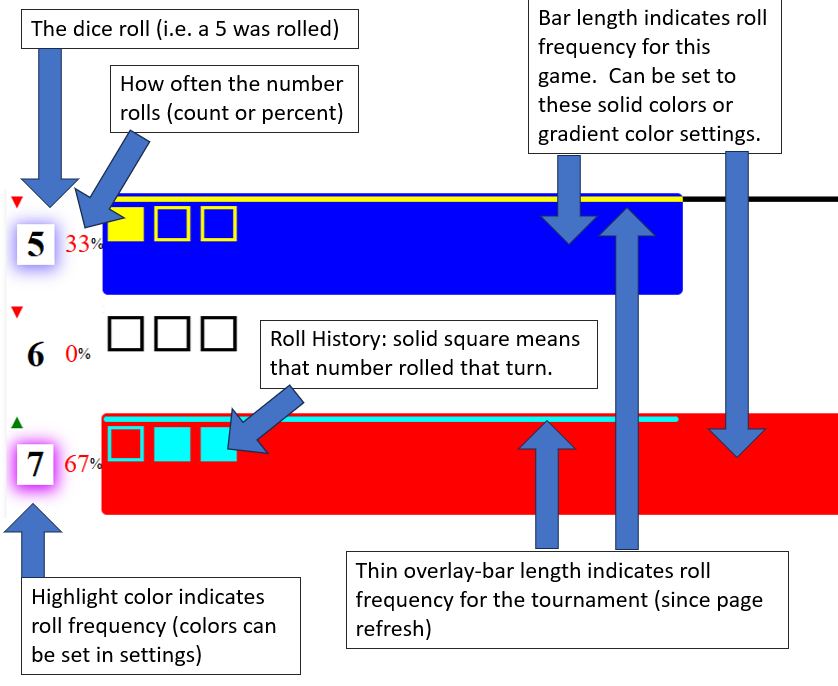 The dice roll (i.e. a 5 was rolled)
How often the number
rolls (count or percent)
Bar length indicates roll
frequency for this
game.  Can be set to
these solid colors or
gradient color settings.
5 33%
6 0%
Roll History: solid square means
that number rolled that turn.
7 67%
Highlight color indicates
roll frequency (colors can
be set in settings)
Thin overlay-bar length indicates roll
frequency for the tournament (since page
refresh)